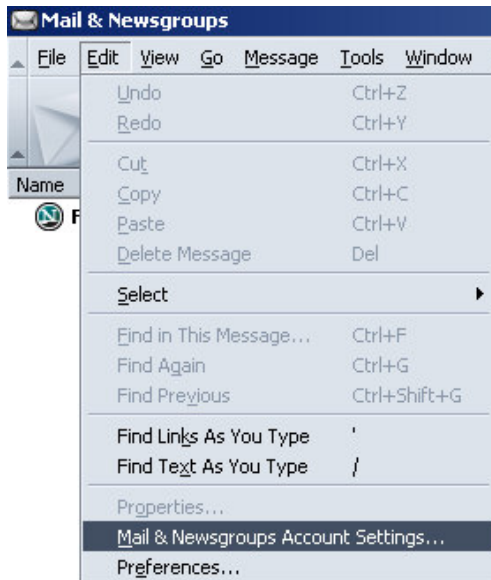 Mail & Newsgroups
File Edit View Go Message Tools Window
Undo Ctrl+Z
Redo Ctrl+Y
Cut Ctrl+X
Copy Ctrl+C
Paste Ctrl+V
Delete Message Del
Name
Select
Find in This Message... Ctrl+F
Find Again Ctrl+G
Find Previous Ctrl+Shift+G
Find Links As You Type '
Find Text As You Type /
Properties...
Mail & Newsgroups Account Settings...
Preferences...